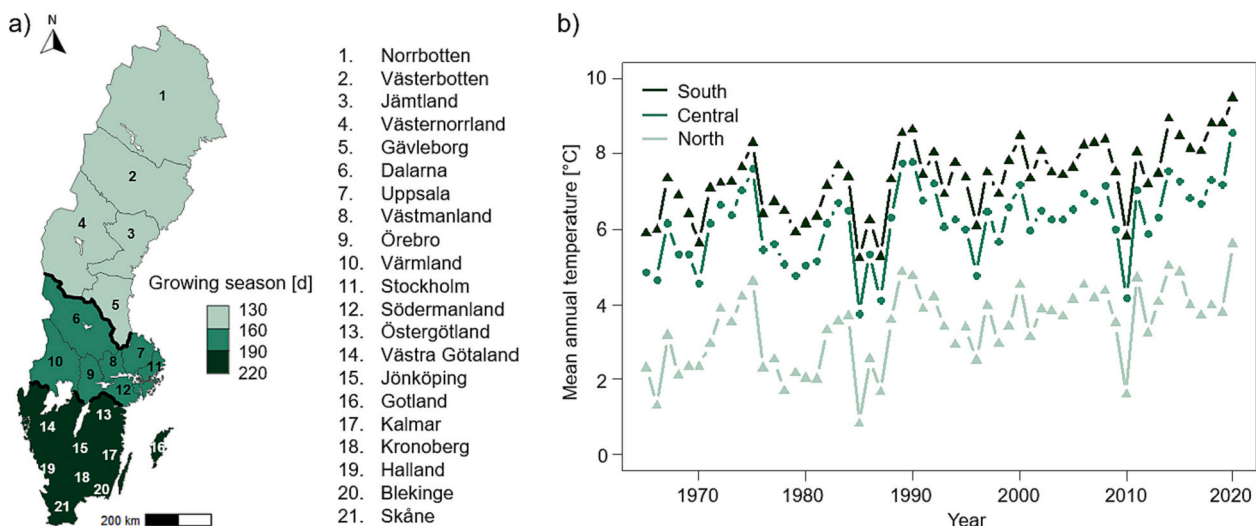 a)
N
1. Norrbotten
2. Västerbotten
3. Jämtland
4. Västernorrland
5. Gävleborg
6. Dalarna
7. Uppsala
8. Västmanland
9. Örebro
10. Värmland
11. Stockholm
12. Södermanland
13. Östergötland
14. Västra Götaland
15. Jönköping
16. Gotland
17. Kalmar
18. Kronoberg
19. Halland
20. Blekinge
21. Skåne
1
2
4
3
5
6
7
8
11
10
9
12
13
14
15
16
17
19
18
20
21
Growing season [d]
130
160
190
220
200 km
b)
South
Central
North
Mean annual temperature [°C]
10
8
6
4
2
0
1970 1980 1990 2000 2010 2020
Year